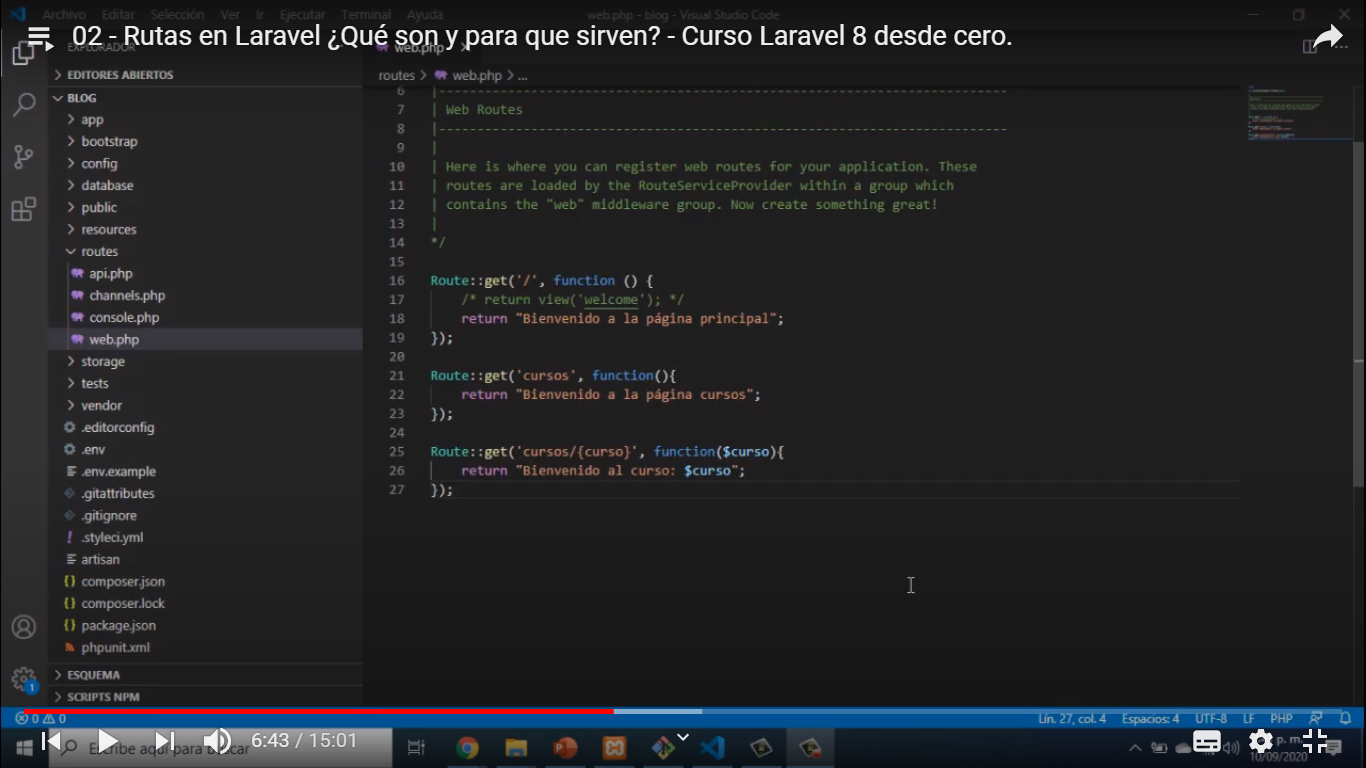 Archivo Editar Selección Ver Ir Ejecutar Terminal Ayuda web.php - blog - Visual Studio Code
02 - Rutas en Laravel ¿Qué son y para que sirven? - Curso Laravel 8 desde cero.
EXPLORADOR
web.php
EDITORES ABIERTOS
BLOG
app
bootstrap
config
database
public
resources
routes
api.php
channels.php
console.php
web.php
storage
tests
vendor
.editorconfig
.env
.env.example
.gitattributes
.gitignore
.styleci.yml
artisan
composer.json
composer.lock
package.json
phpunit.xml
ESQUEMA
SCRIPTS NPM
routes > web.php > ...
6 |--------------------------------------------------------------------------
7 | Web Routes
8 |--------------------------------------------------------------------------
9 |
10 | Here is where you can register web routes for your application. These
11 | routes are loaded by the RouteServiceProvider within a group which
12 | contains the "web" middleware group. Now create something great!
13 |
14 */
15
16 Route::get('/', function () {
17 /* return view('welcome'); */
18 return "Bienvenido a la página principal";
19 });
20
21 Route::get('cursos', function(){
22 return "Bienvenido a la página cursos";
23 });
24
25 Route::get('cursos/{curso}', function($curso){
26 return "Bienvenido al curso: $curso";
27 });
1
0 0 Lín. 27, col. 4 Espacios: 4 UTF-8 LF PHP
Escribe aquí para buscar
6:43 / 15:01
p. m.
10/09/2020